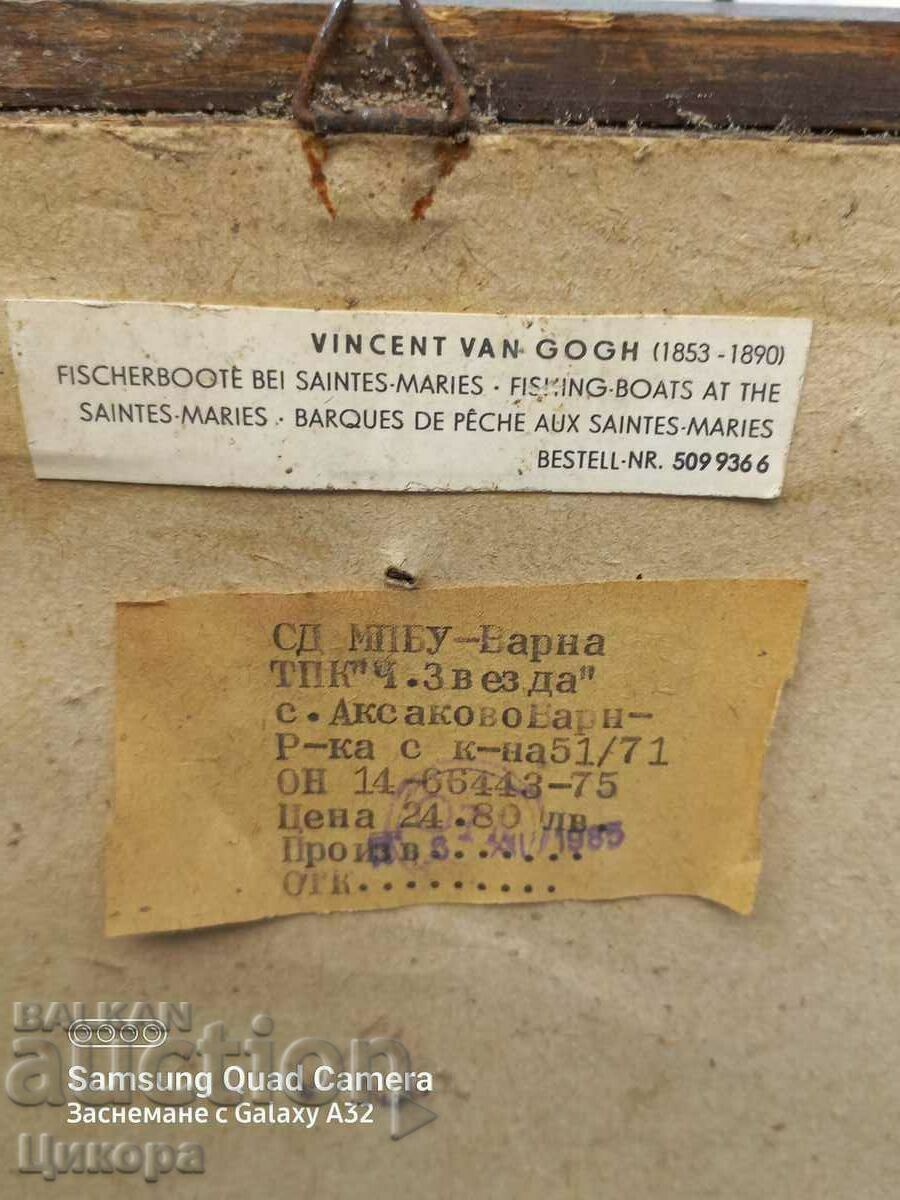 VINCENT VAN GOGH (1853 - 1890)
FISCHERBOOTE BEI SAINTES-MARIES · FISHING-BOATS AT THE
SAINTES-MARIES · BARQUES DE PÊCHE AUX SAINTES-MARIES
BESTELL-NR. 509 936 6
СД МПБУ-Варна
ТПК"Ч.Звезда"
с.АксаковоВарн-
Р-ка с к-на51/71
ОН 14-66443-75
Цена 24.80 лв.
Произв.......
1985
ОТК.........
BALKAN
auction
Samsung Quad Camera
Заснемане с Galaxy A32
Цикора